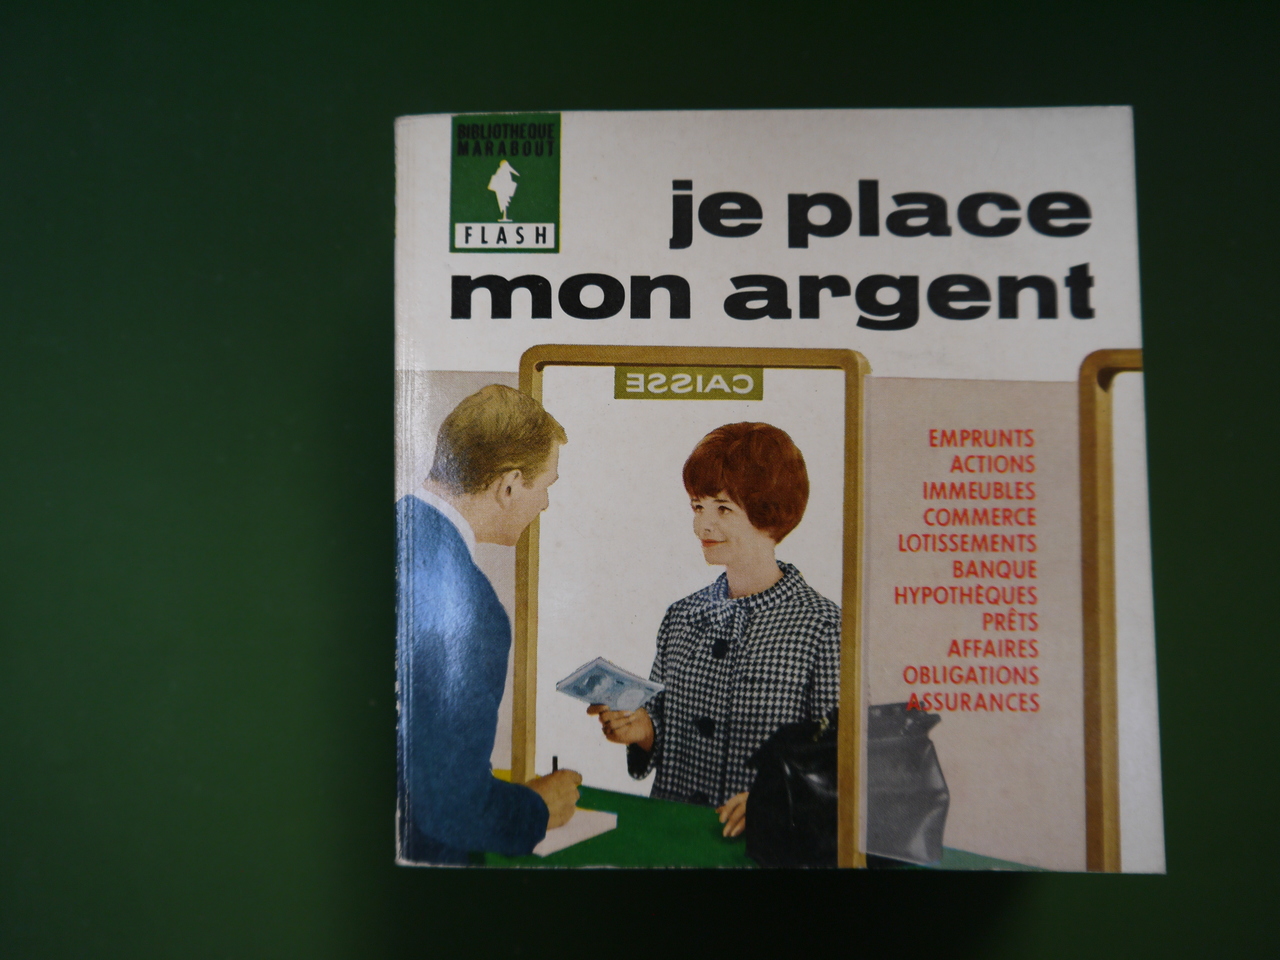 BIBLIOTHEQUE
MARABOUT
FLASH
je place
mon argent
CAISSE
EMPRUNTS
ACTIONS
IMMEUBLES
COMMERCE
LOTISSEMENTS
BANQUE
HYPOTHÈQUES
PRÊTS
AFFAIRES
OBLIGATIONS
ASSURANCES